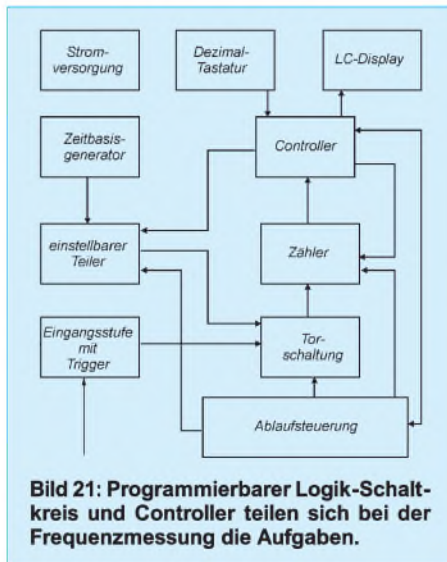 Strom-
versorgung
Dezimal-
Tastatur
LC-Display
Zeitbasis-
generator
Controller
einstellbarer
Teiler
Zähler
Eingangsstufe
mit
Trigger
Tor-
schaltung
Ablaufsteuerung
Bild 21: Programmierbarer Logik-Schalt-
kreis und Controller teilen sich bei der
Frequenzmessung die Aufgaben.